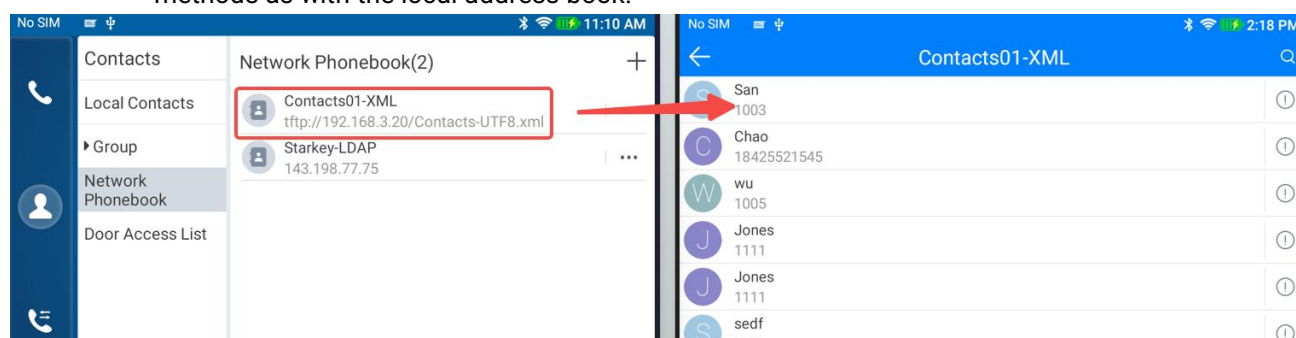 methods as with the local address book.
No SIM 11:10 AM
Contacts
Local Contacts
Group
Network
Phonebook
Door Access List
Network Phonebook(2)
Contacts01-XML
tftp://192.168.3.20/Contacts-UTF8.xml
Starkey-LDAP
143.198.77.75
No SIM 2:18 PM
Contacts01-XML
S
San
1003
C
Chao
18425521545
W
wu
1005
J
Jones
1111
J
Jones
1111
S
sedf